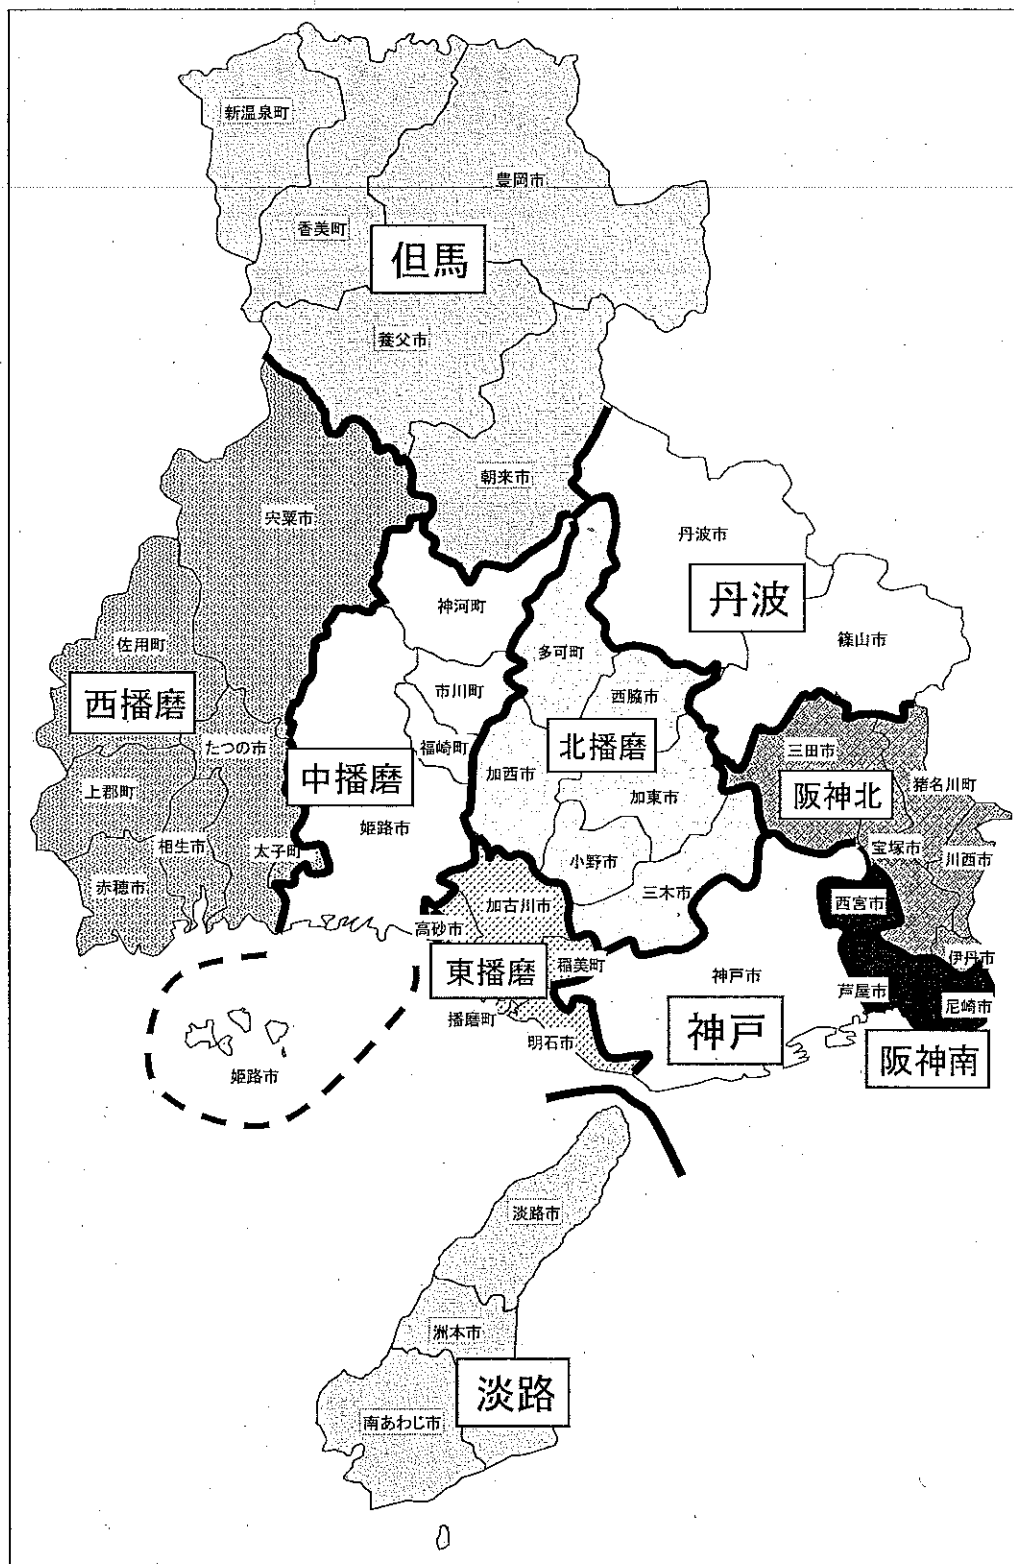 新温泉町
豊岡市
香美町
但馬
養父市
朝来市
宍粟市
丹波市
丹波
篠山市
神河町
多可町
佐用町
西播磨
市川町
西脇市
たつの市
福崎町
北播磨
三田市
中播磨
加西市
阪神北
猪名川町
上郡町
加東市
姫路市
相生市
太子町
宝塚市
川西市
赤穂市
小野市
三木市
西宮市
加古川市
高砂市
伊丹市
東播磨
稲美町
神戸市
芦屋市
尼崎市
播磨町
明石市
神戸
阪神南
姫路市
淡路市
洲本市
淡路
南あわじ市